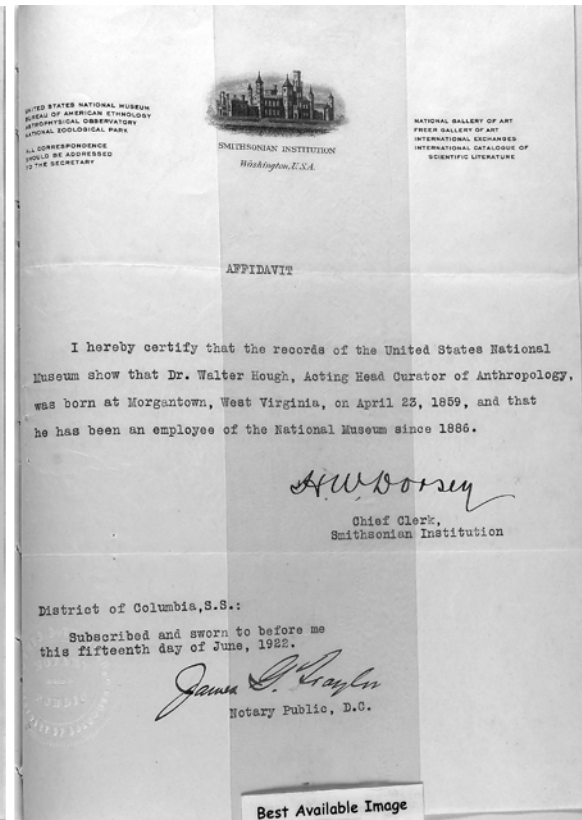 UNITED STATES NATIONAL MUSEUM
BUREAU OF AMERICAN ETHNOLOGY
ASTROPHYSICAL OBSERVATORY
NATIONAL ZOOLOGICAL PARK
ALL CORRESPONDENCE
SHOULD BE ADDRESSED
TO THE SECRETARY
SMITHSONIAN INSTITUTION
Washington, U.S.A.
NATIONAL GALLERY OF ART
FREER GALLERY OF ART
INTERNATIONAL EXCHANGES
INTERNATIONAL CATALOGUE OF
SCIENTIFIC LITERATURE
AFFIDAVIT
I hereby certify that the records of the United States National
Museum show that Dr. Walter Hough, Acting Head Curator of Anthropology,
was born at Morgantown, West Virginia, on April 23, 1859, and that
he has been an employee of the National Museum since 1886.
H.W. Dorsey
Chief Clerk,
Smithsonian Institution
District of Columbia,S.S.:
Subscribed and sworn to before me
this fifteenth day of June, 1922.
James G. Traylor
Notary Public, D.C.
Best Available Image